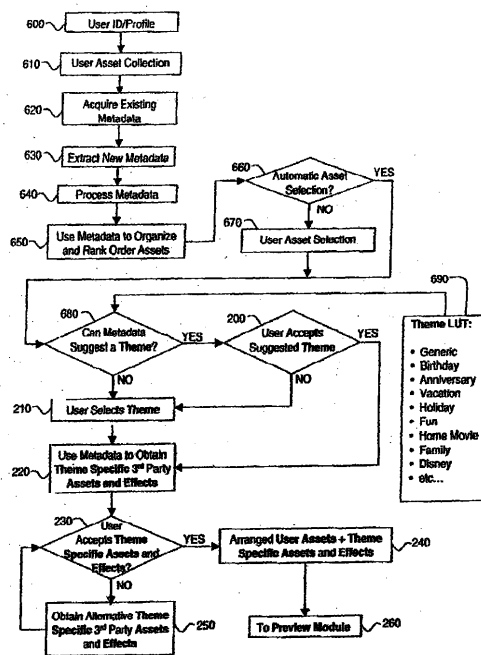 600
User ID/Profile
610
User Asset Collection
620
Acquire Existing
Metadata
630
Extract New Metadata
640
Process Metadata
650
Use Metadata to Organize
and Rank Order Assets
660
Automatic Asset
Selection?
YES
NO
670
User Asset Selection
690
Theme LUT:
• Generic
• Birthday
• Anniversary
• Vacation
• Holiday
• Fun
• Home Movie
• Family
• Disney
• etc...
680
Can Metadata
Suggest a Theme?
YES
NO
200
User Accepts
Suggested Theme
YES
NO
210
User Selects Theme
220
Use Metadata to Obtain
Theme Specific 3rd Party
Assets and Effects
230
User
Accepts Theme
Specific Assets and
Effects?
YES
NO
Arranged User Assets + Theme
Specific Assets and Effects
240
Obtain Alternative Theme
Specific 3rd Party Assets
and Effects
250
To Preview Module
260